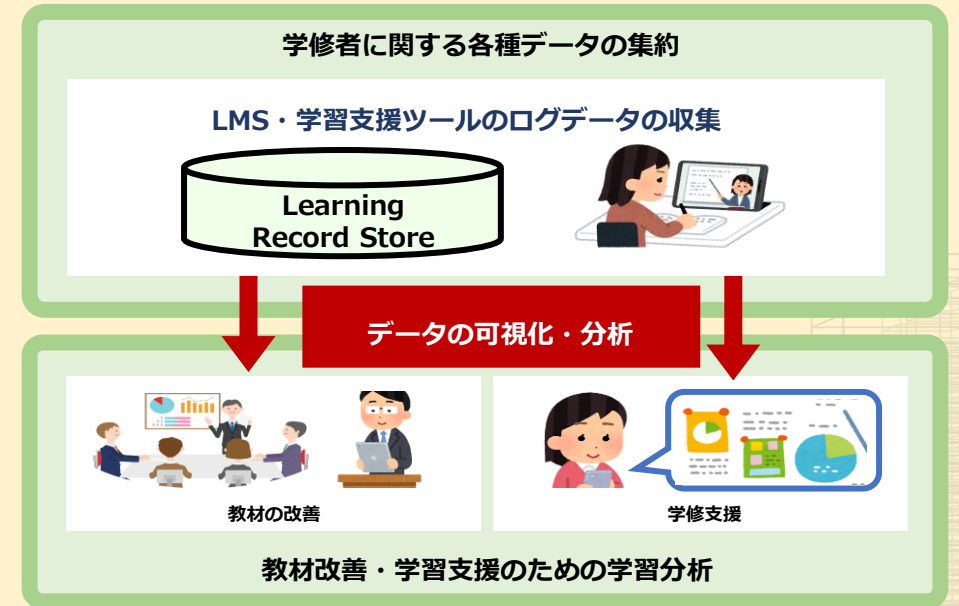 学修者に関する各種データの集約
LMS・学習支援ツールのログデータの収集
Learning
Record Store
データの可視化・分析
教材の改善
学修支援
教材改善・学習支援のための学習分析